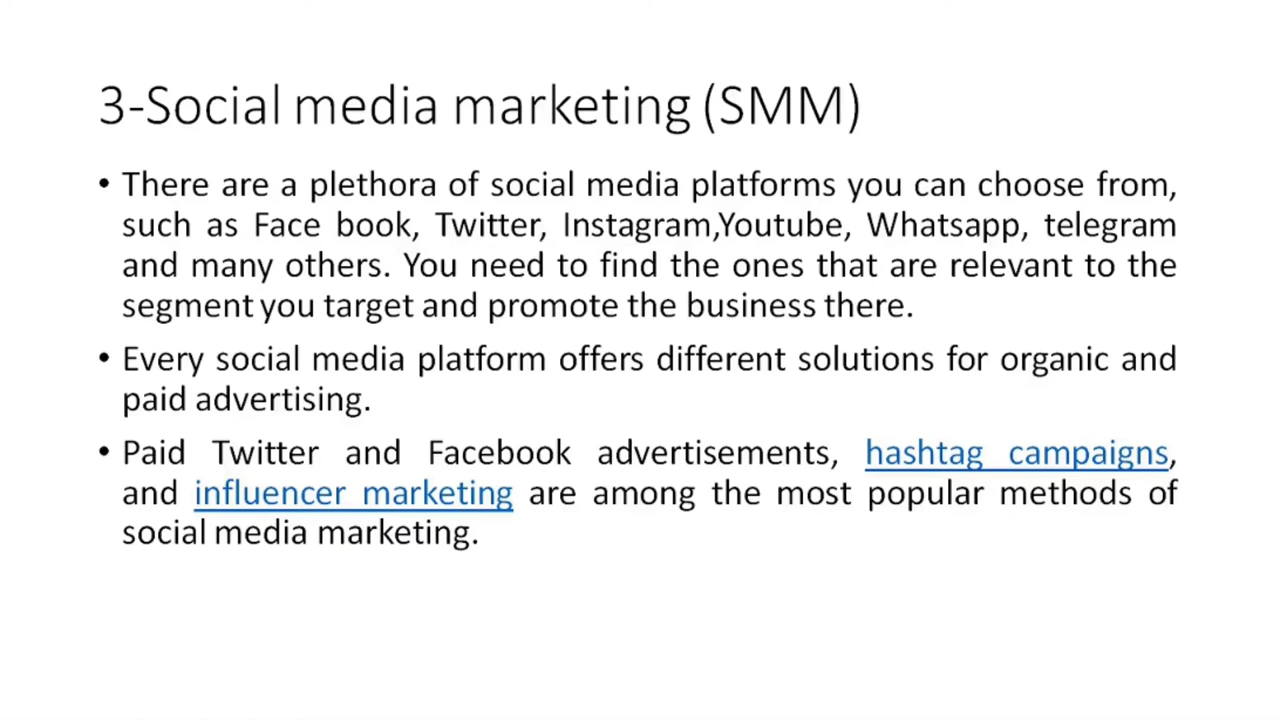 3-Social media marketing (SMM)
• There are a plethora of social media platforms you can choose from,
such as Face book, Twitter, Instagram,Youtube, Whatsapp, telegram
and many others. You need to find the ones that are relevant to the
segment you target and promote the business there.
• Every social media platform offers different solutions for organic and
paid advertising.
• Paid Twitter and Facebook advertisements, hashtag campaigns,
and influencer marketing are among the most popular methods of
social media marketing.